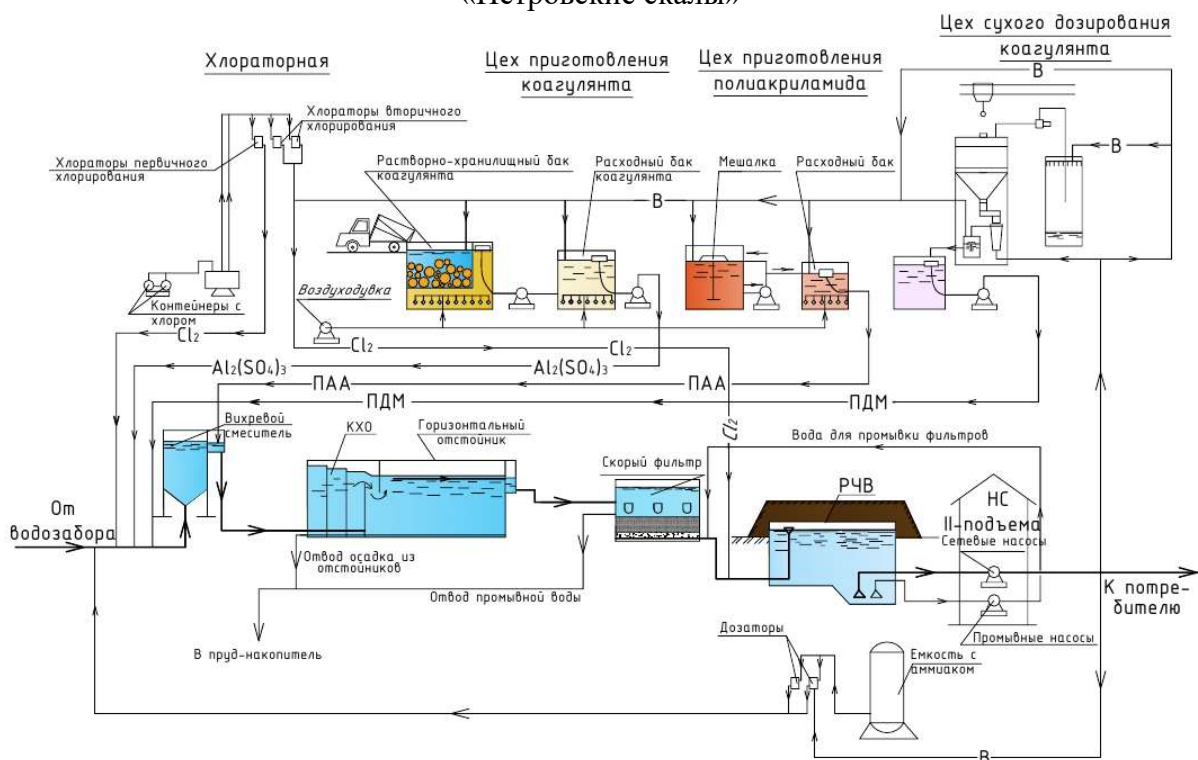 «Петровские скалы»
Цех сухого дозирования
коагулянта
Хлораторная
Цех приготовления
коагулянта
Цех приготовления
полиакриламида
В
Хлораторы вторичного
хлорирования
Хлораторы первичного
хлорирования
Растворно-хранилищный бак
коагулянта
Расходный бак
коагулянта
Мешалка
Расходный бак
В
В
Воздуходувка
Контейнеры с
хлором
Cl₂
Cl₂
Cl₂
Al₂(SO₄)₃
Al₂(SO₄)₃
ПАА
ПАА
ПДМ
ПДМ
Вихревой
смеситель
КХО
Горизонтальный
отстойник
Cl₂
Вода для промывки фильтров
Скорый фильтр
РЧВ
НС
II-подъема
Сетевые насосы
От
водозабора
Отвод осадка из
отстойников
Отвод промывной воды
К потре-
бителю
В пруд-накопитель
Дозаторы
Промывные насосы
Емкость с
аммиаком
В